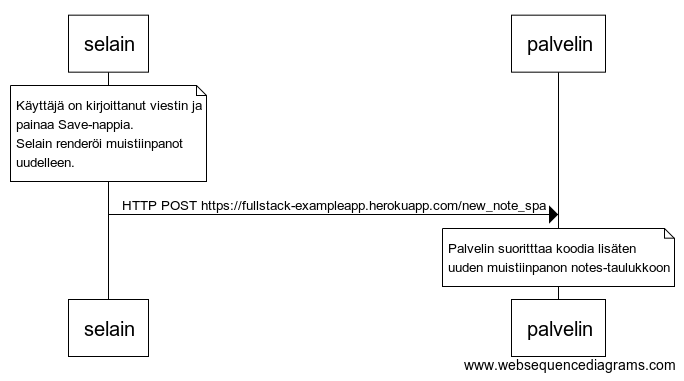 selain
palvelin
Käyttäjä on kirjoittanut viestin ja
painaa Save-nappia.
Selain renderöi muistiinpanot
uudelleen.
HTTP POST https://fullstack-exampleapp.herokuapp.com/new_note_spa
Palvelin suoritttaa koodia lisäten
uuden muistiinpanon notes-taulukkoon
selain
palvelin
www.websequencediagrams.com